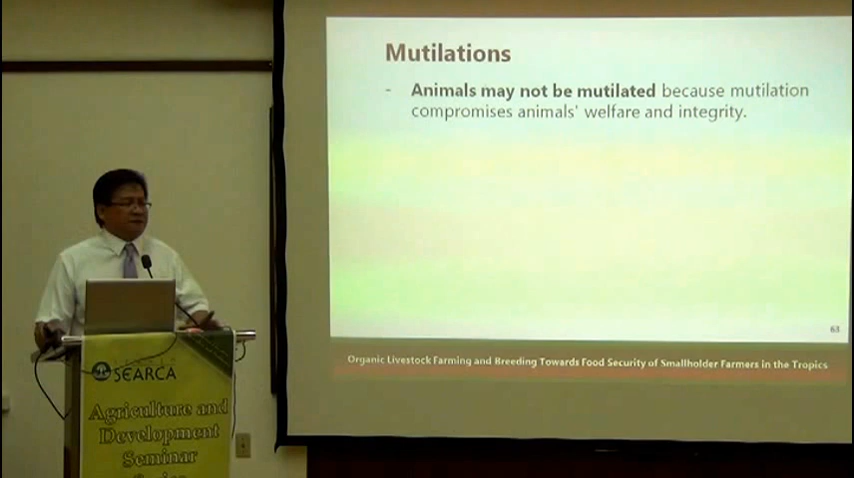 Mutilations
- Animals may not be mutilated because mutilation
compromises animals' welfare and integrity.
63
Organic Livestock Farming and Breeding Towards Food Security of Smallholder Farmers in the Tropics
SEARCA
Agriculture and
Development
Seminar